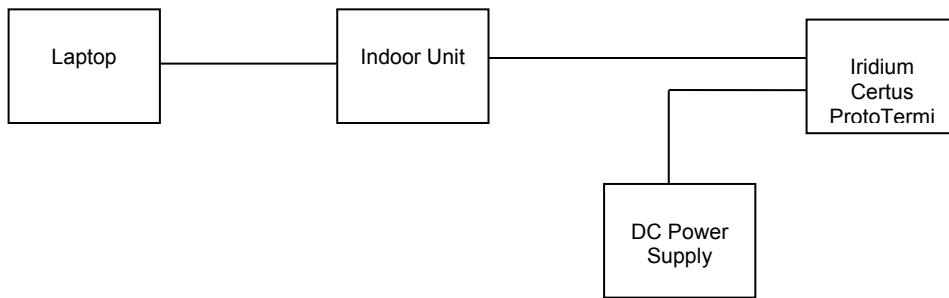 Laptop
Indoor Unit
Iridium
Certus
ProtoTermi
DC Power
Supply